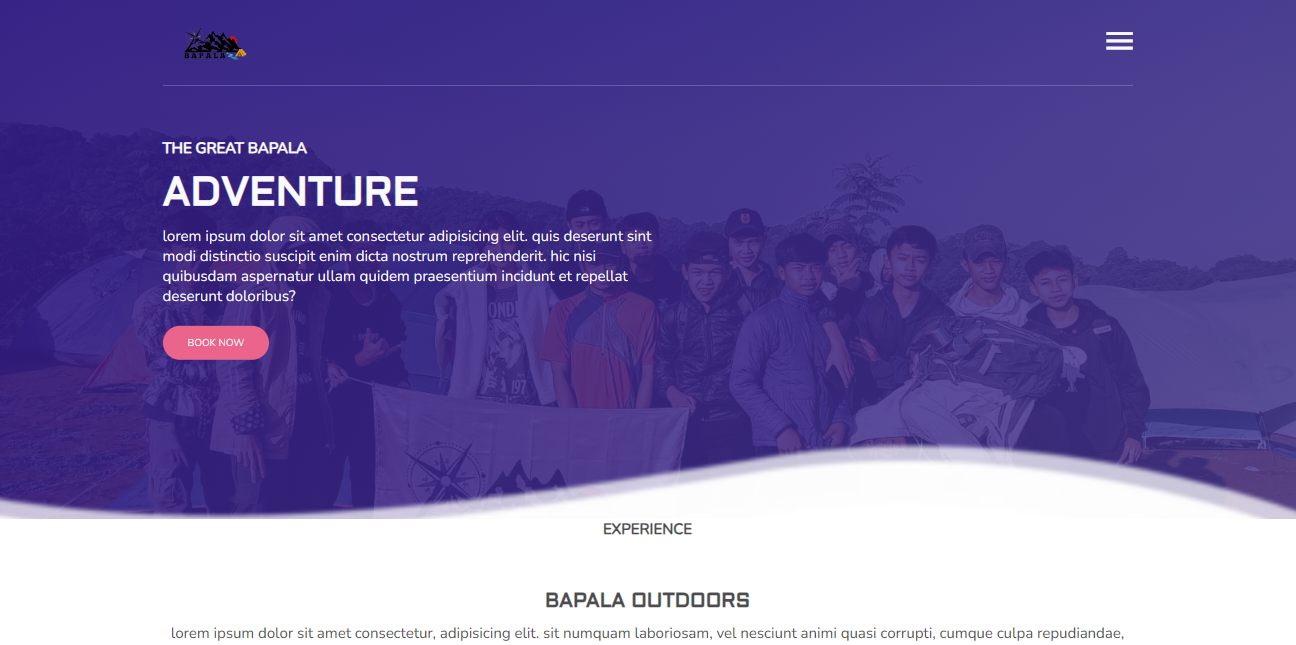 BAPALA
THE GREAT BAPALA
ADVENTURE
lorem ipsum dolor sit amet consectetur adipisicing elit. quis deserunt sint
modi distinctio suscipit enim dicta nostrum reprehenderit. hic nisi
quibusdam aspernatur ullam quidem praesentium incidunt et repellat
deserunt doloribus?
BOOK NOW
EXPERIENCE
BAPALA OUTDOORS
lorem ipsum dolor sit amet consectetur, adipisicing elit. sit numquam laboriosam, vel nesciunt animi quasi corrupti, cumque culpa repudiandae,